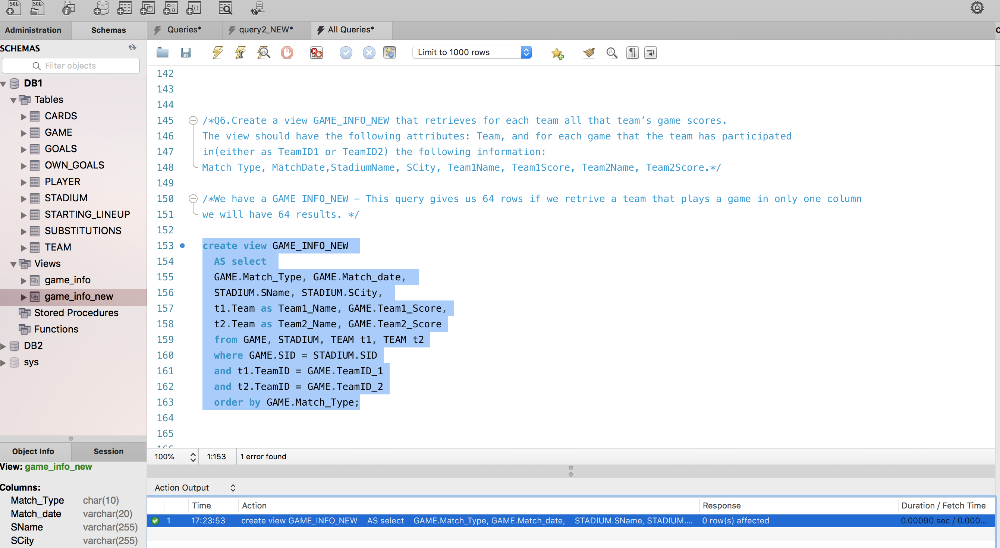 SQL SQL
Administration Schemas Queries* query2_NEW* All Queries*
SCHEMAS
Filter objects
Limit to 1000 rows
DB1
Tables
CARDS
GAME
GOALS
OWN_GOALS
PLAYER
STADIUM
STARTING_LINEUP
SUBSTITUTIONS
TEAM
Views
game_info
game_info_new
Stored Procedures
Functions
DB2
sys
142
143
144
145 /*Q6.Create a view GAME_INFO_NEW that retrieves for each team all that team’s game scores.
146 The view should have the following attributes: Team, and for each game that the team has participated
147 in(either as TeamID1 or TeamID2) the following information:
148 Match Type, MatchDate,StadiumName, SCity, Team1Name, Team1Score, Team2Name, Team2Score.*/
149
150 /*We have a GAME INFO_NEW – This query gives us 64 rows if we retrive a team that plays a game in only one column
151 we will have 64 results. */
152
153 create view GAME_INFO_NEW
154 AS select
155 GAME.Match_Type, GAME.Match_date,
156 STADIUM.SName, STADIUM.SCity,
157 t1.Team as Team1_Name, GAME.Team1_Score,
158 t2.Team as Team2_Name, GAME.Team2_Score
159 from GAME, STADIUM, TEAM t1, TEAM t2
160 where GAME.SID = STADIUM.SID
161 and t1.TeamID = GAME.TeamID_1
162 and t2.TeamID = GAME.TeamID_2
163 order by GAME.Match_Type;
164
165
100% 1:153 1 error found
Object Info Session
View: game_info_new
Columns:
Match_Type char(10)
Match_date varchar(20)
SName varchar(255)
SCity varchar(255)
Action Output
Time Action Response Duration / Fetch Time
1 17:23:53 create view GAME_INFO_NEW AS select GAME.Match_Type, GAME.Match_date, STADIUM.SName, STADIUM.... 0 row(s) affected 0.00090 sec / 0.000...